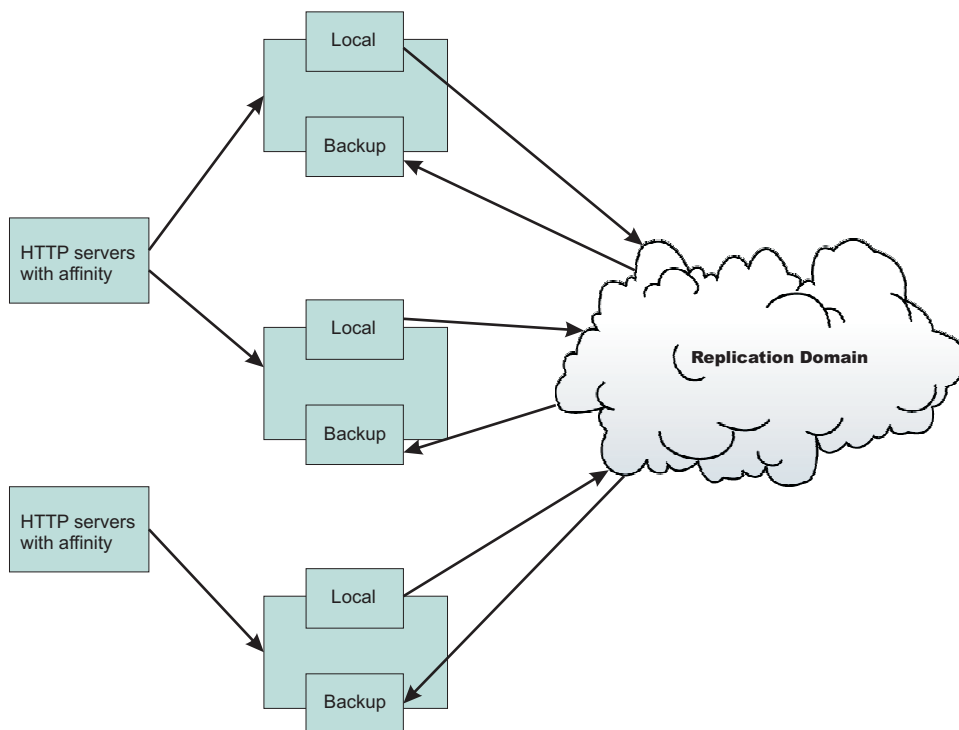 Local
Backup
HTTP servers
with affinity
Local
Replication Domain
Backup
HTTP servers
with affinity
Local
Backup